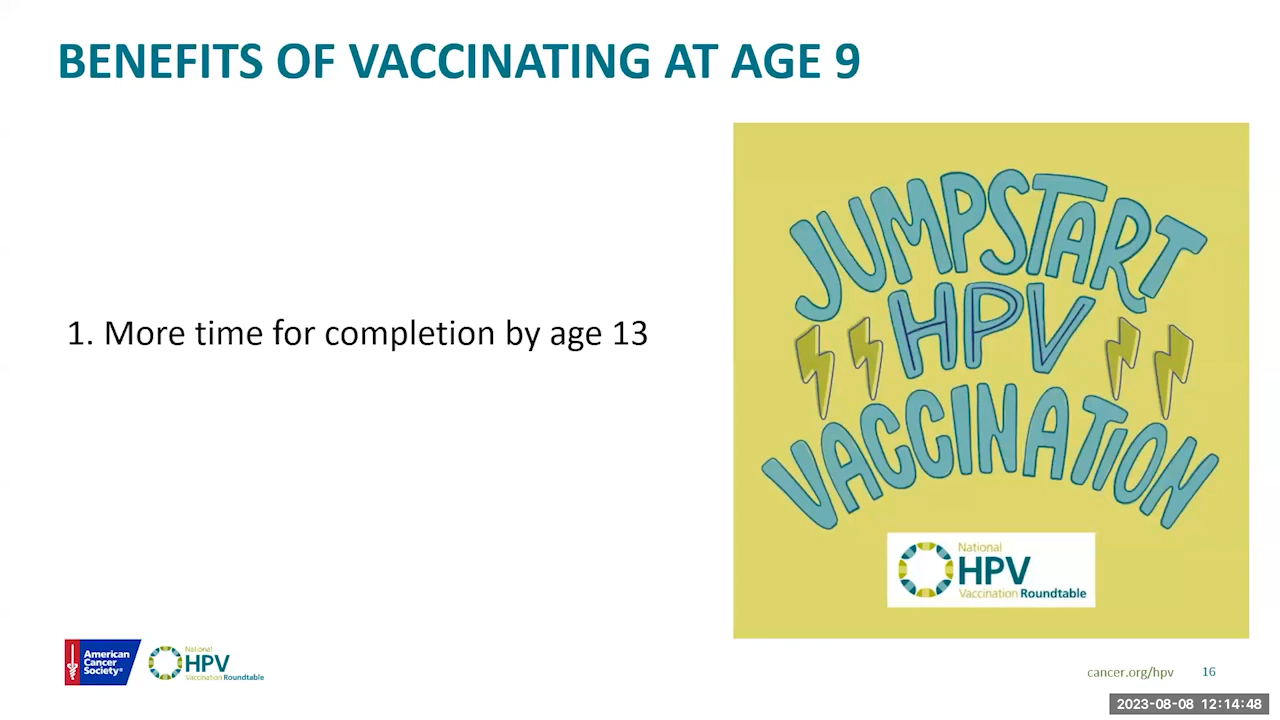 BENEFITS OF VACCINATING AT AGE 9
1. More time for completion by age 13
JUMPSTART
HPV
VACCINATION
National
HPV
Vaccination Roundtable
American
Cancer
Society®
National
HPV
Vaccination Roundtable
cancer.org/hpv 16
2023-08-08 12:14:48